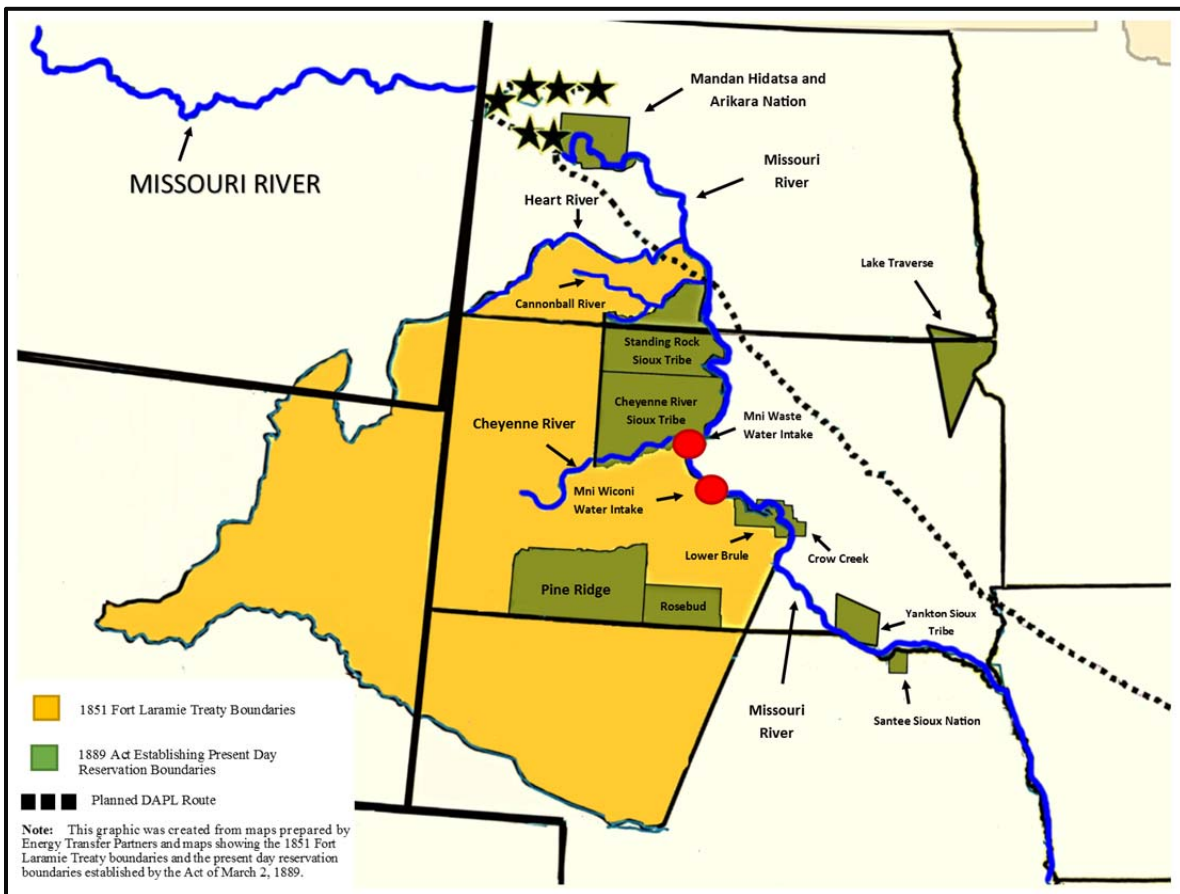 Mandan Hidatsa and
Arikara Nation
MISSOURI RIVER
Missouri
River
Heart River
Lake Traverse
Cannonball River
Standing Rock
Sioux Tribe
Cheyenne River
Sioux Tribe
Cheyenne River
Mni Waste
Water Intake
Mni Wiconi
Water Intake
Lower Brule
Crow Creek
Pine Ridge
Rosebud
Yankton Sioux
Tribe
Santee Sioux Nation
Missouri
River
1851 Fort Laramie Treaty Boundaries
1889 Act Establishing Present Day
Reservation Boundaries
Planned DAPL Route
Note: This graphic was created from maps prepared by
Energy Transfer Partners and maps showing the 1851 Fort
Laramie Treaty boundaries and the present day reservation
boundaries established by the Act of March 2, 1889.